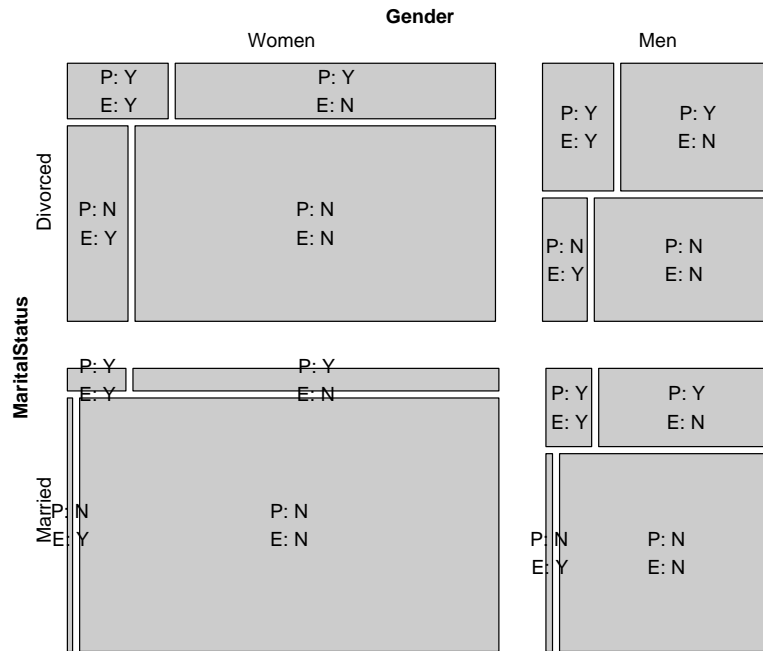 Gender
Women Men
MaritalStatus
Divorced
P: Y
E: Y
P: Y
E: N
P: Y
E: Y
P: Y
E: N
P: N
E: Y
P: N
E: N
P: N
E: Y
P: N
E: N
Married
P: Y
E: Y
P: Y
E: N
P: Y
E: Y
P: Y
E: N
P: N
E: Y
P: N
E: N
P: N
E: Y
P: N
E: N